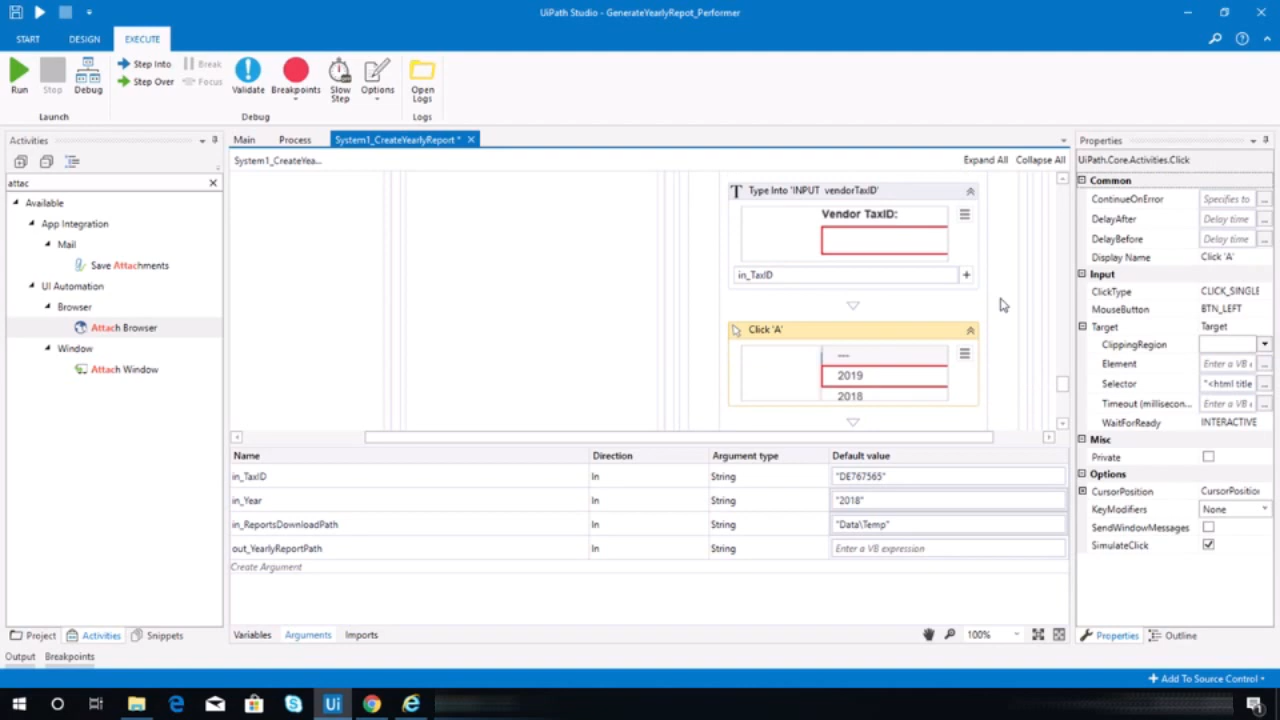 UiPath Studio - GenerateYearlyRepot_Performer
START DESIGN EXECUTE
Step Into Break
Step Over Focus
Run Stop Debug Validate Breakpoints Slow Step Options Open Logs
Launch Debug Logs
Activities
Main Process System1_CreateYearlyReport * ×
Properties
System1_CreateYea...
Expand All Collapse All
UiPath.Core.Activities.Click
attac
Available
App Integration
Mail
Save Attachments
UI Automation
Browser
Attach Browser
Window
Attach Window
T Type Into 'INPUT vendorTaxID'
Vendor TaxID:
in_TaxID +
Click 'A'
---
2019
2018
Name Direction Argument type Default value
in_TaxID In String "DE767565"
in_Year In String "2018"
in_ReportsDownloadPath In String "Data\Temp"
out_YearlyReportPath In String Enter a VB expression
Create Argument
Common
ContinueOnError Specifies to ...
DelayAfter Delay time ...
DelayBefore Delay time ...
Display Name Click 'A'
Input
ClickType CLICK_SINGLE
MouseButton BTN_LEFT
Target Target
ClippingRegion
Element Enter a VB ...
Selector "<html title ...
Timeout (millisecon... Enter a VB ...
WaitForReady INTERACTIVE
Misc
Private
Options
CursorPosition CursorPosition
KeyModifiers None
SendWindowMessages
SimulateClick
Project Activities Snippets
Variables Arguments Imports
100%
Properties Outline
Output Breakpoints
+ Add To Source Control
Ui
1